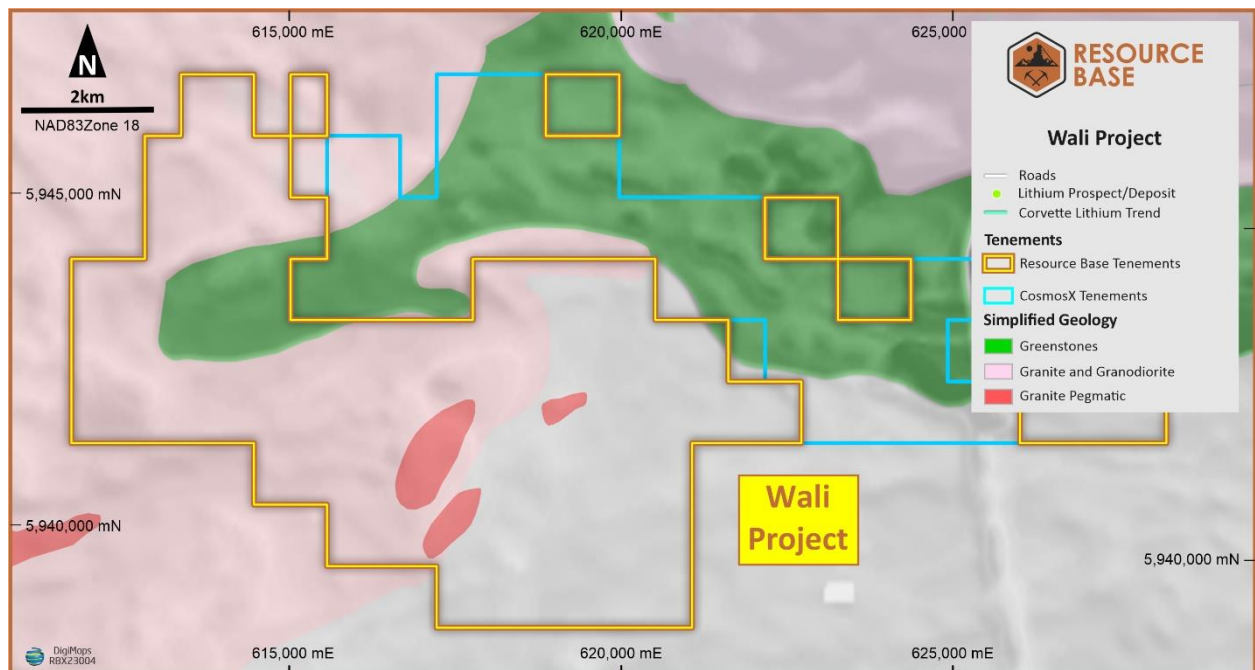 615,000 mE
620,000 mE
625,
N
2km
NAD83Zone 18
5,945,000 mN
5,940,000 mN
RESOURCE
BASE
Wali Project
Roads
Lithium Prospect/Deposit
Corvette Lithium Trend
Tenements
Resource Base Tenements
CosmosX Tenements
Simplified Geology
Greenstones
Granite and Granodiorite
Granite Pegmatic
Wali
Project
5,940,000 mN
DigiMaps
RBX23004
615,000 mE
620,000 mE
625,000 mE